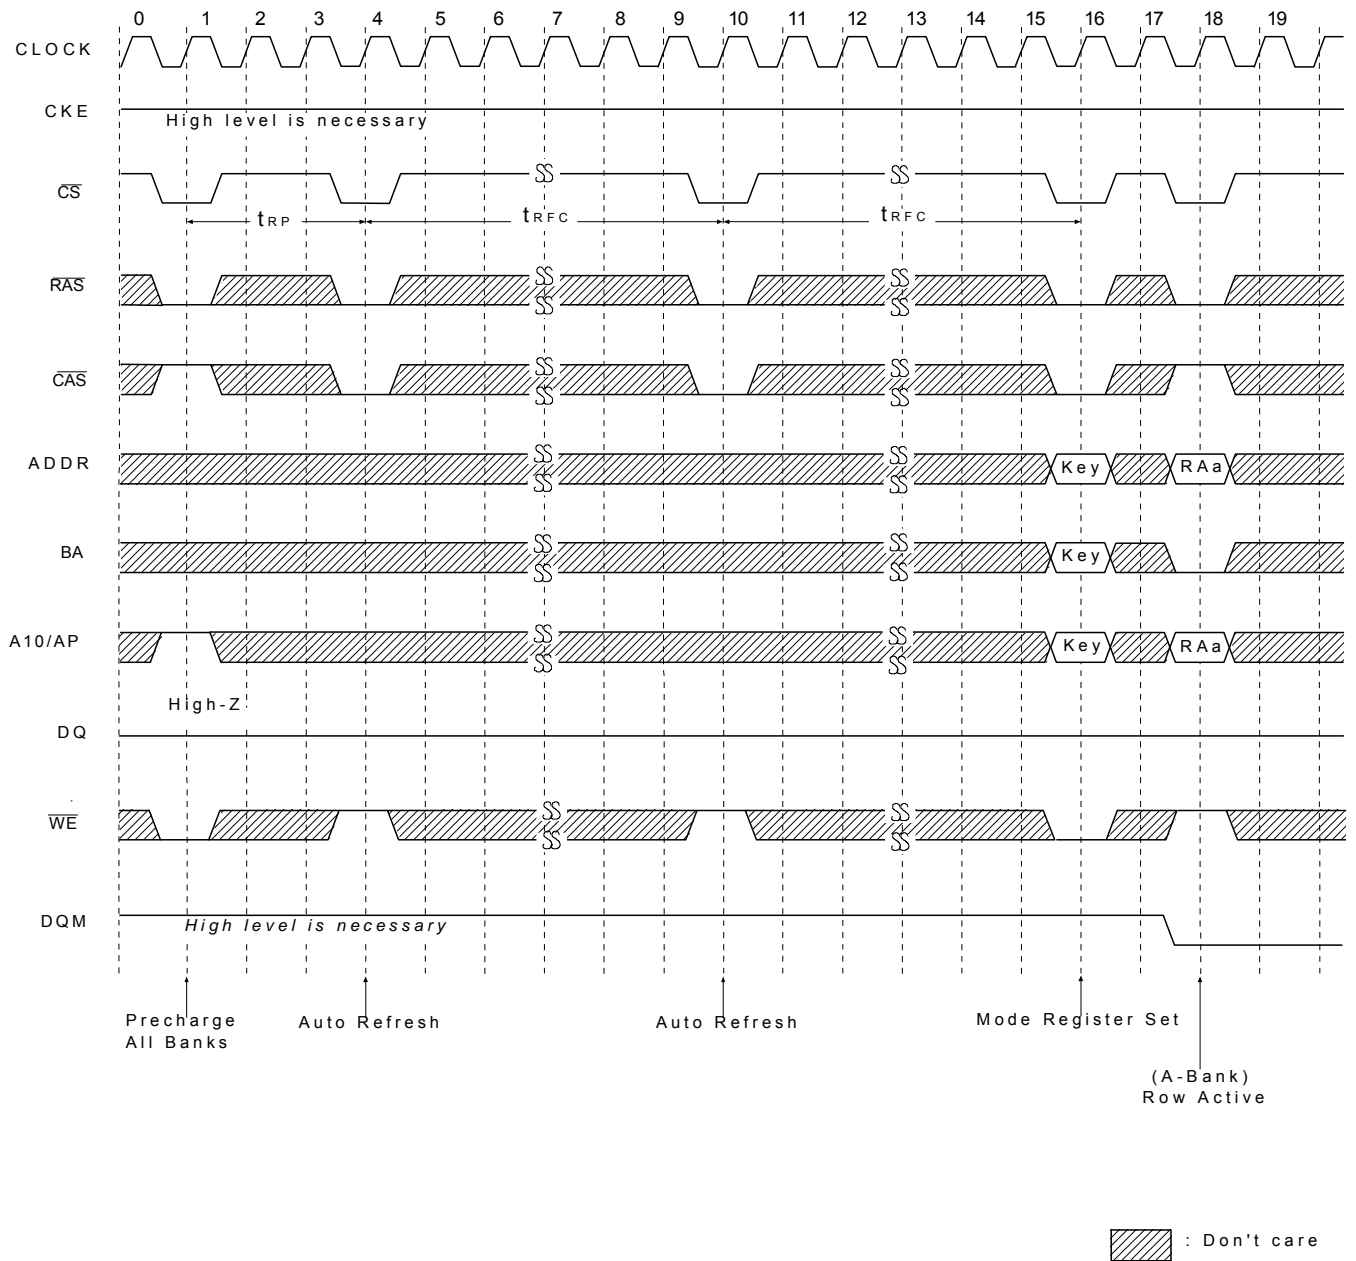 0 1 2 3 4 5 6 7 8 9 10 11 12 13 14 15 16 17 18 19
CLOCK
CKE
High level is necessary
CS
tRP tRFC tRFC
RAS
CAS
ADDR Key RAa
BA Key
A10/AP Key RAa
High-Z
DQ
WE
DQM
High level is necessary
Precharge
All Banks
Auto Refresh
Auto Refresh
Mode Register Set
(A-Bank)
Row Active
: Don't care